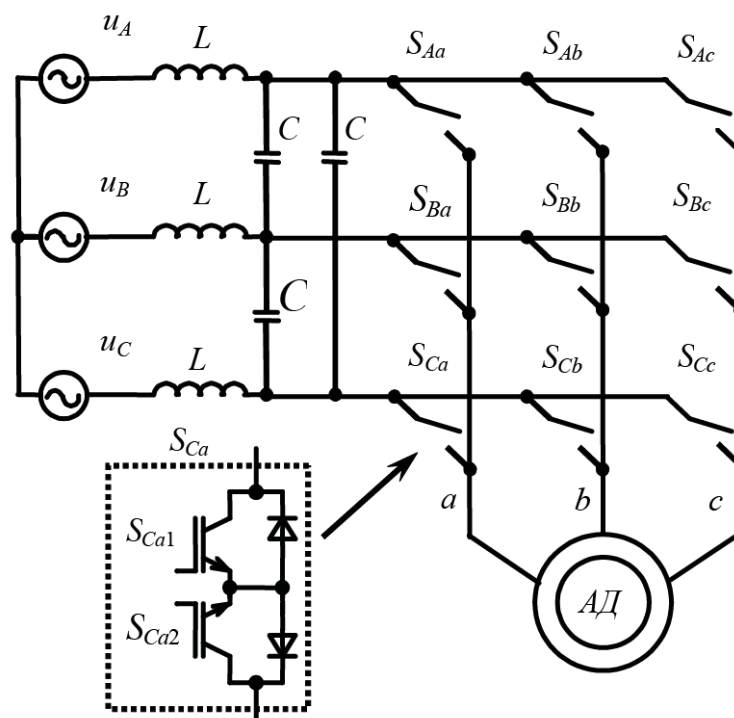 u_A
L
S_Aa
S_Ab
S_Ac
C
C
u_B
L
S_Ba
S_Bb
S_Bc
C
u_C
L
S_Ca
S_Cb
S_Cc
S_Ca
a
b
c
S_Ca1
АД
S_Ca2